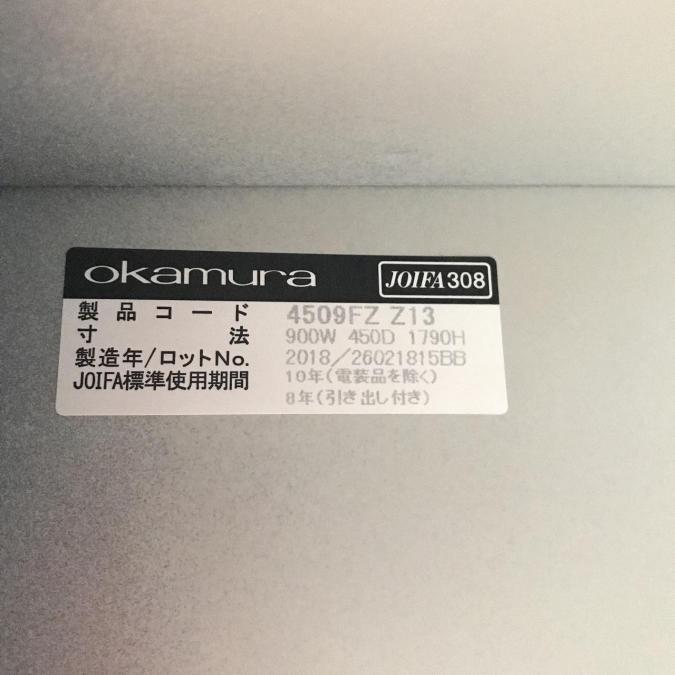 okamura JOIFA308
製品コード 4509FZ Z13
寸法 900W 450D 1790H
製造年/ロットNo. 2018/26021815BB
JOIFA標準使用期間 10年(電装品を除く)
8年(引き出し付き)